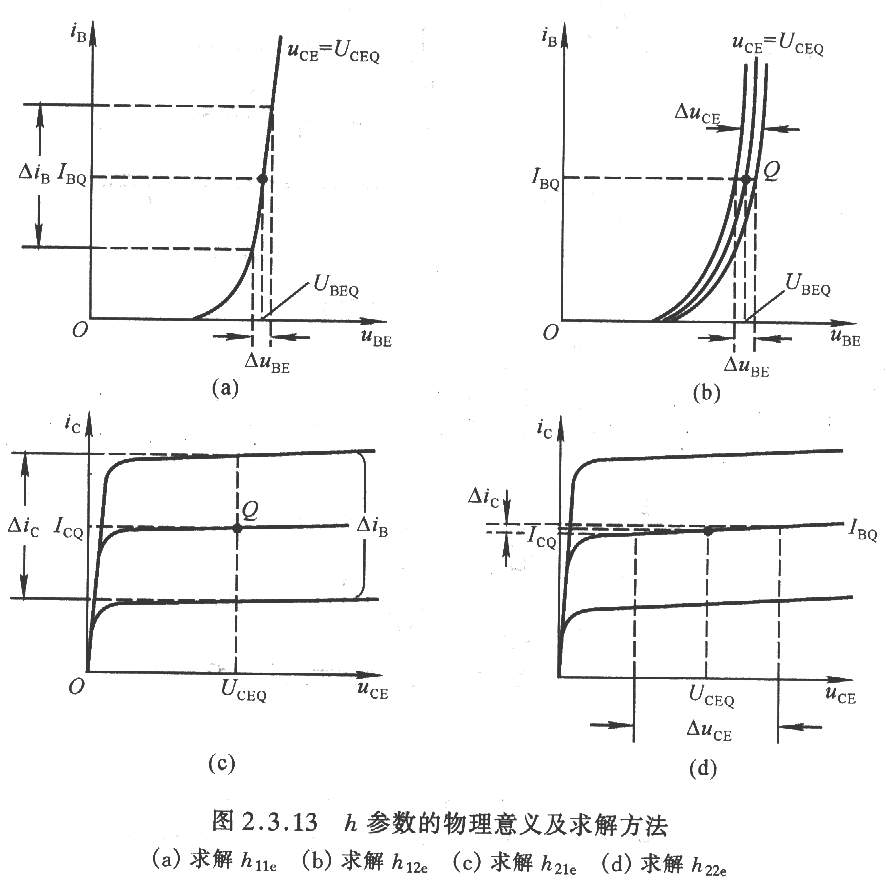 i_B
u_CE=U_CEQ
Δi_B I_BQ
U_BEQ
O
u_BE
Δu_BE
(a)
i_B
u_CE=U_CEQ
Δu_CE
I_BQ
Q
U_BEQ
O
u_BE
Δu_BE
(b)
i_C
Δi_C I_CQ
Q
Δi_B
O
U_CEQ
u_CE
(c)
i_C
Δi_C
I_CQ
I_BQ
U_CEQ
u_CE
Δu_CE
(d)
图 2.3.13 h 参数的物理意义及求解方法
(a) 求解 h_11e (b) 求解 h_12e (c) 求解 h_21e (d) 求解 h_22e